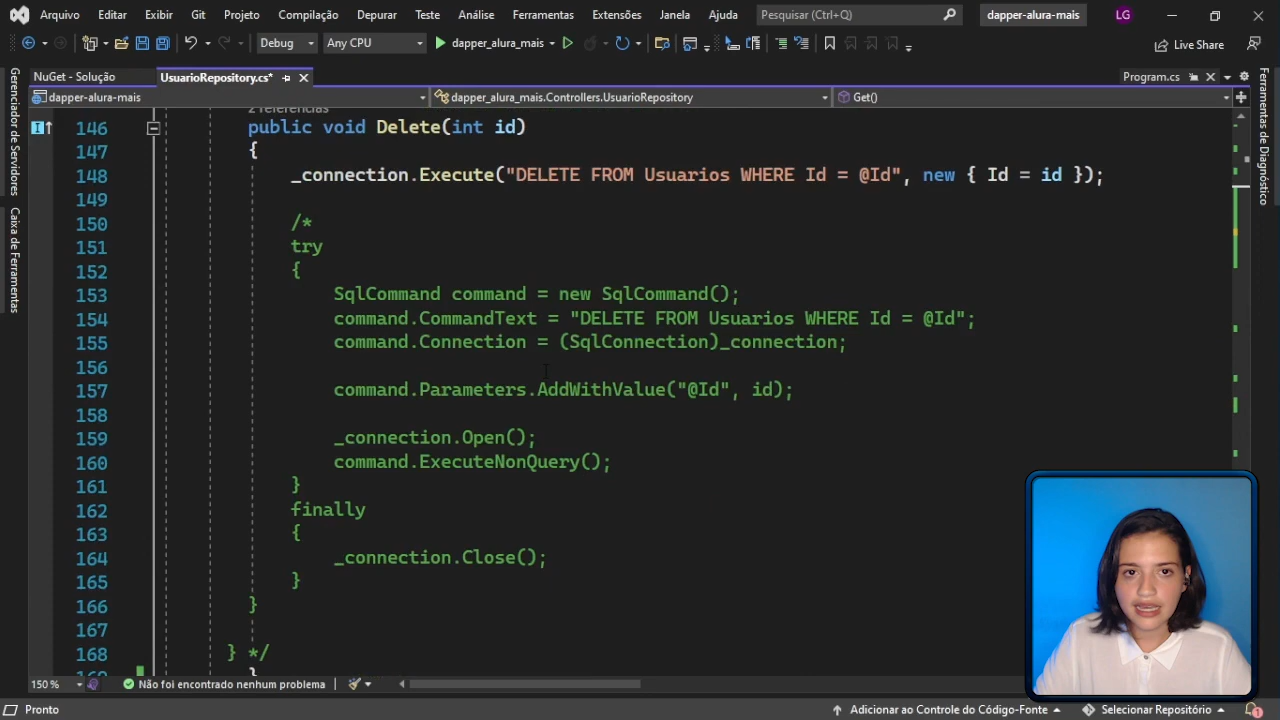 Arquivo Editar Exibir Git Projeto Compilação Depurar Teste Análise Ferramentas Extensões Janela Ajuda Pesquisar (Ctrl+Q) dapper-alura-mais LG
Debug Any CPU dapper_alura_mais Live Share
NuGet - Solução UsuarioRepository.cs* Program.cs
dapper-alura-mais dapper_alura_mais.Controllers.UsuarioRepository Get()
Gerenciador de Servidores
Caixa de Ferramentas
Ferramentas de Diagnóstico
2 referências
146 public void Delete(int id)
147 {
148 _connection.Execute("DELETE FROM Usuarios WHERE Id = @Id", new { Id = id });
149
150 /*
151 try
152 {
153 SqlCommand command = new SqlCommand();
154 command.CommandText = "DELETE FROM Usuarios WHERE Id = @Id";
155 command.Connection = (SqlConnection)_connection;
156
157 command.Parameters.AddWithValue("@Id", id);
158
159 _connection.Open();
160 command.ExecuteNonQuery();
161 }
162 finally
163 {
164 _connection.Close();
165 }
166 }
167
168 } */
169 }
150 % Não foi encontrado nenhum problema
Pronto Adicionar ao Controle do Código-Fonte Selecionar Repositório 1